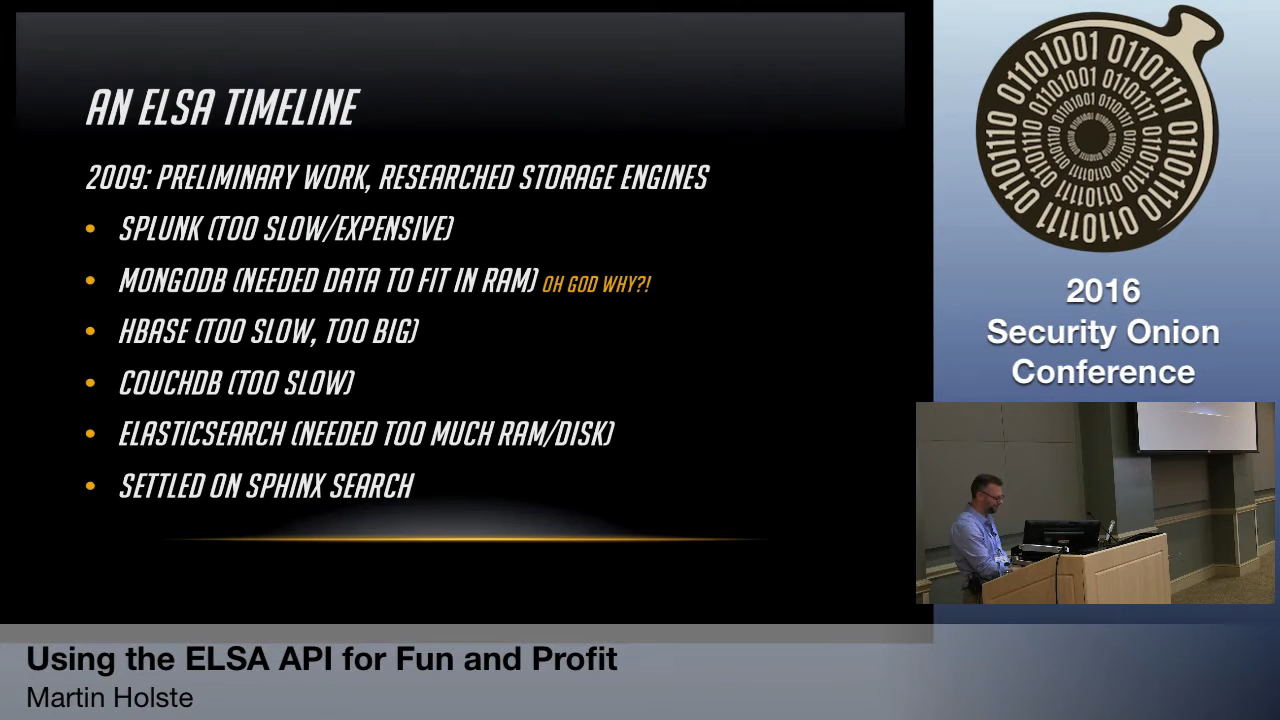 AN ELSA TIMELINE
2009: PRELIMINARY WORK, RESEARCHED STORAGE ENGINES
• SPLUNK (TOO SLOW/EXPENSIVE)
• MONGODB (NEEDED DATA TO FIT IN RAM) OH GOD WHY?!
• HBASE (TOO SLOW, TOO BIG)
• COUCHDB (TOO SLOW)
• ELASTICSEARCH (NEEDED TOO MUCH RAM/DISK)
• SETTLED ON SPHINX SEARCH
2016
Security Onion
Conference
Using the ELSA API for Fun and Profit
Martin Holste